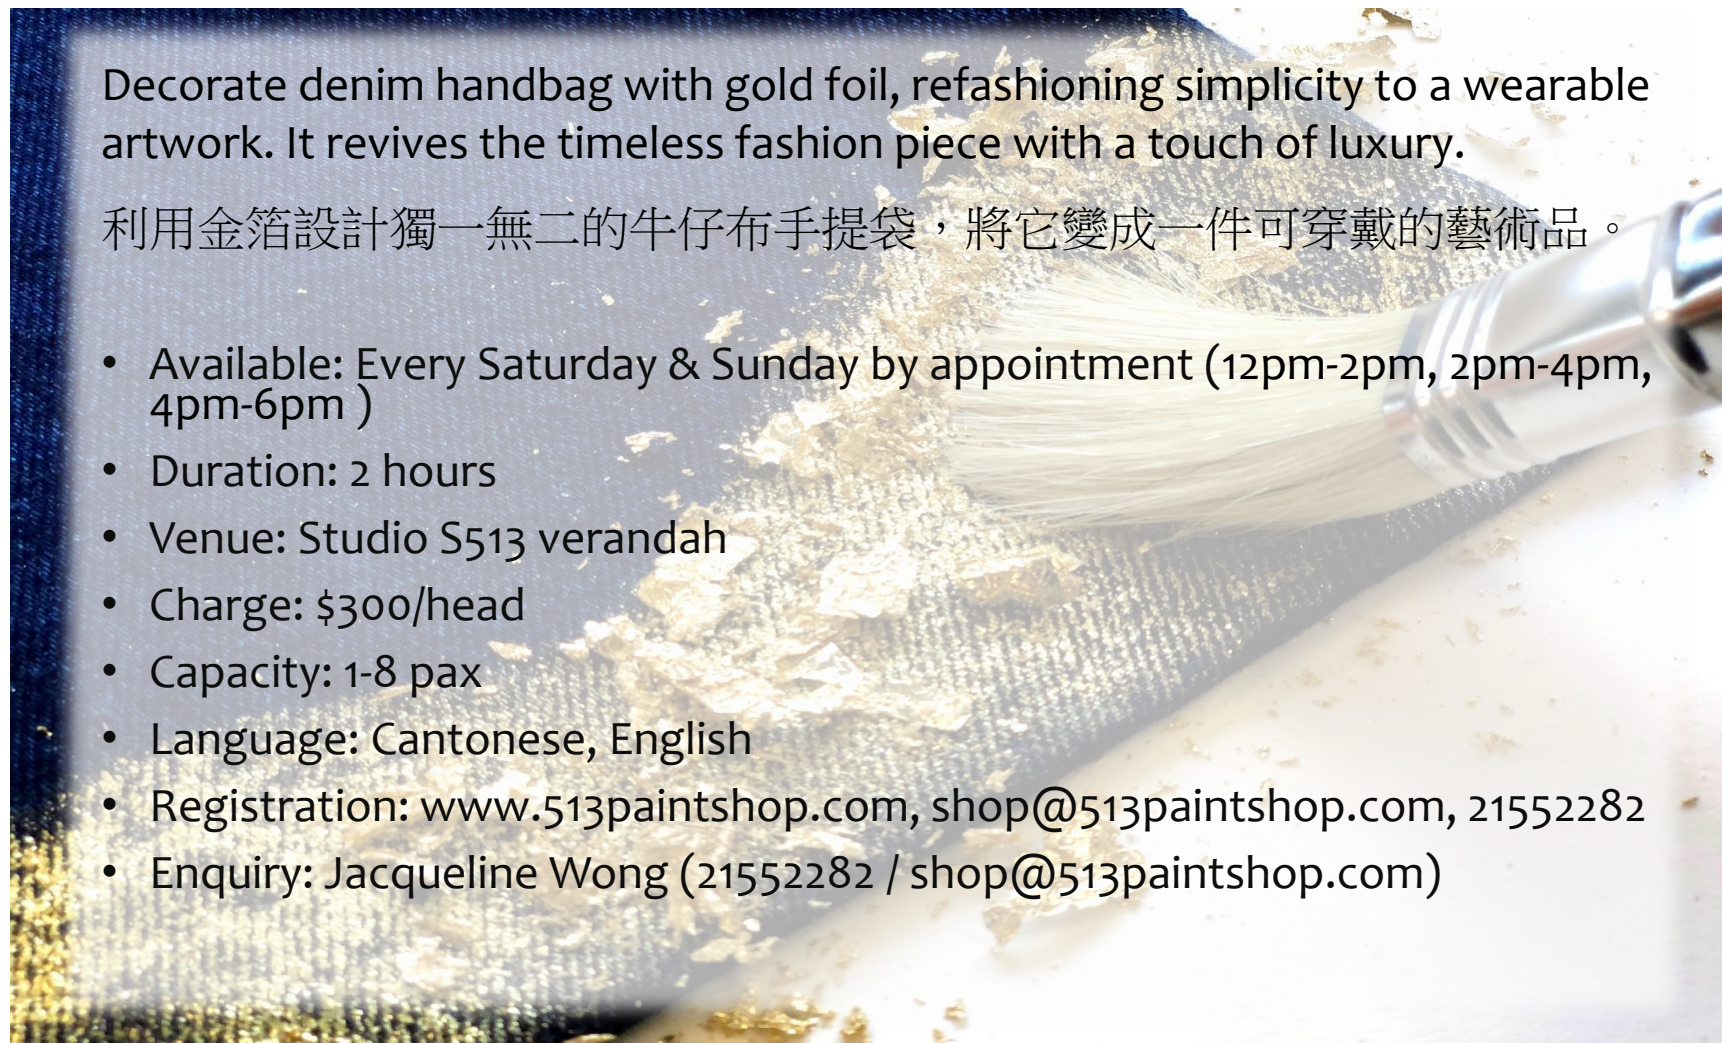 Decorate denim handbag with gold foil, refashioning simplicity to a wearable
artwork. It revives the timeless fashion piece with a touch of luxury.
利用金箔設計獨一無二的牛仔布手提袋，將它變成一件可穿戴的藝術品。
• Available: Every Saturday & Sunday by appointment (12pm-2pm, 2pm-4pm,
4pm-6pm )
• Duration: 2 hours
• Venue: Studio S513 verandah
• Charge: $300/head
• Capacity: 1-8 pax
• Language: Cantonese, English
• Registration: www.513paintshop.com, shop@513paintshop.com, 21552282
• Enquiry: Jacqueline Wong (21552282 / shop@513paintshop.com)